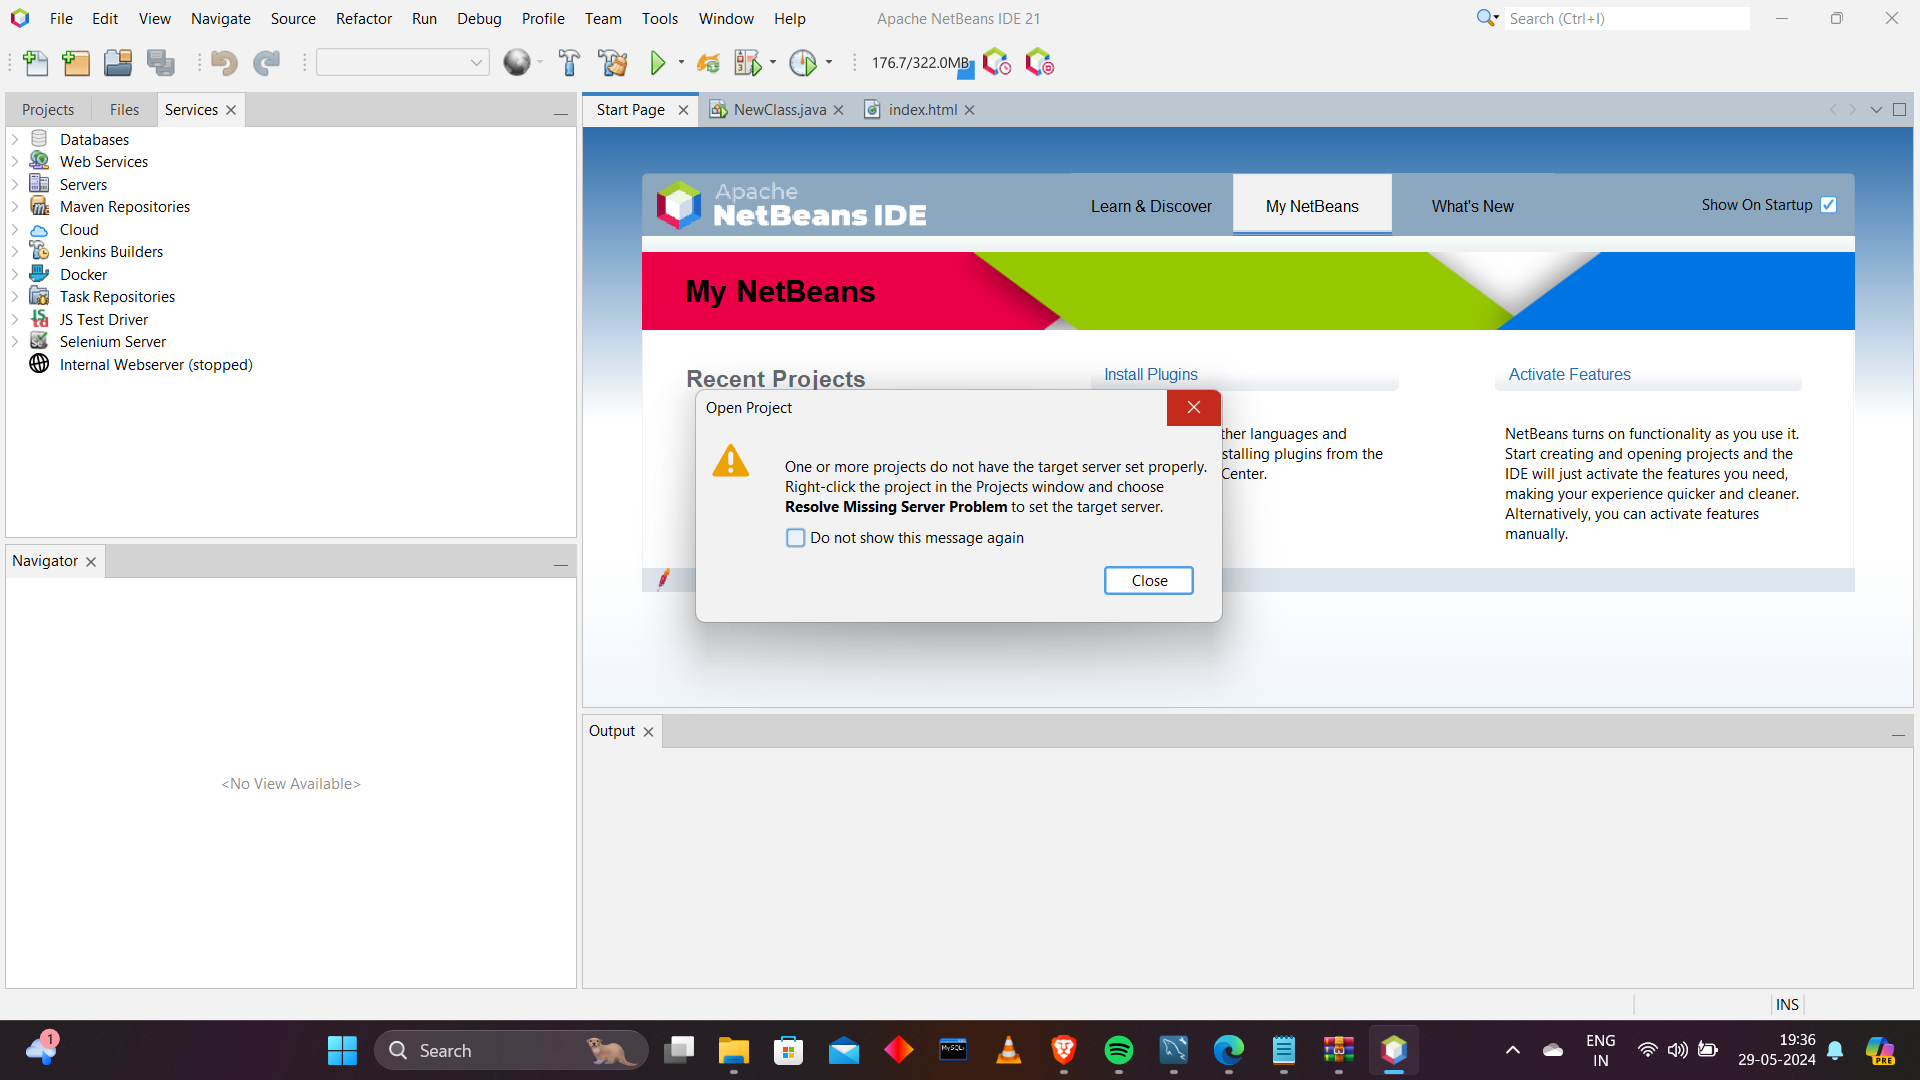 File Edit View Navigate Source Refactor Run Debug Profile Team Tools Window Help
Apache NetBeans IDE 21
Search (Ctrl+I)
176.7/322.0MB
Projects Files Services
Start Page NewClass.java index.html
Databases
Web Services
Servers
Maven Repositories
Cloud
Jenkins Builders
Docker
Task Repositories
JS Test Driver
Selenium Server
Internal Webserver (stopped)
Navigator
<No View Available>
Apache
NetBeans IDE
Learn & Discover
My NetBeans
What's New
Show On Startup
My NetBeans
Recent Projects
Install Plugins
Activate Features
ther languages and
stalling plugins from the
Center.
NetBeans turns on functionality as you use it.
Start creating and opening projects and the
IDE will just activate the features you need,
making your experience quicker and cleaner.
Alternatively, you can activate features
manually.
Open Project
One or more projects do not have the target server set properly.
Right-click the project in the Projects window and choose
Resolve Missing Server Problem to set the target server.
Do not show this message again
Close
Output
INS
1
Search
MySQL
ENG
IN
19:36
29-05-2024
PRE